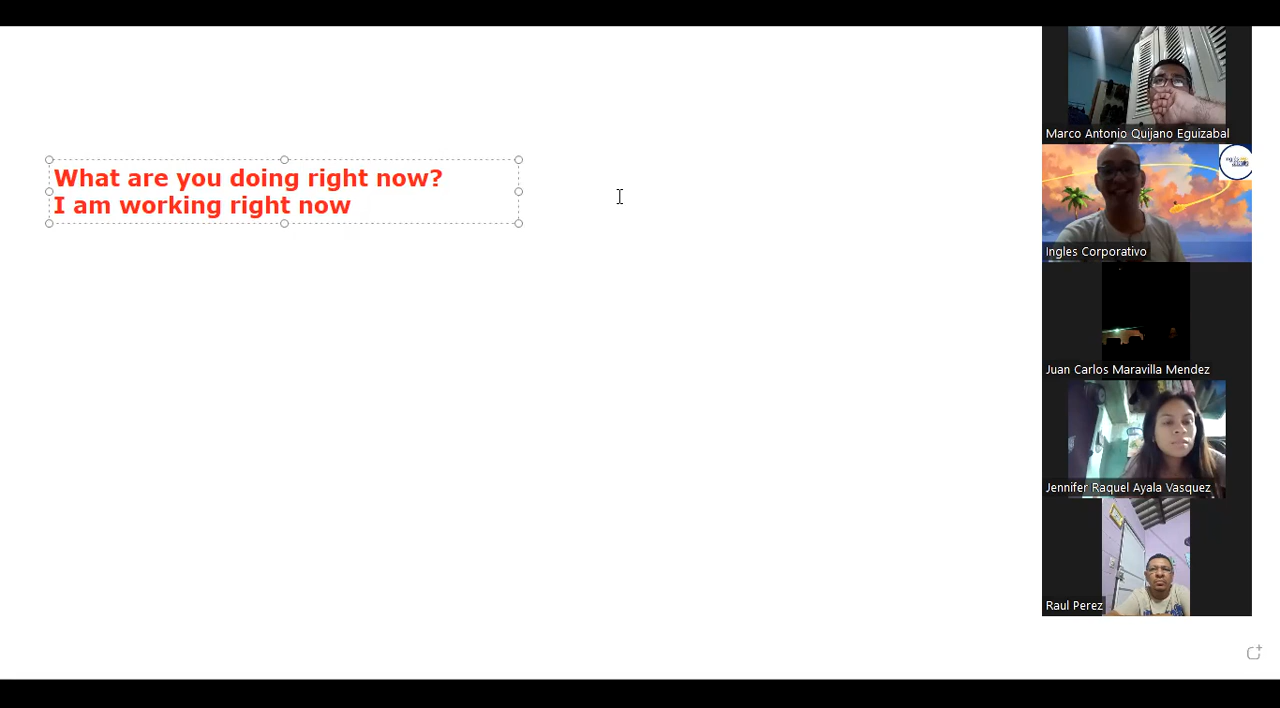 What are you doing right now?
I am working right now
Marco Antonio Quijano Eguizabal
Ingles Corporativo
Juan Carlos Maravilla Mendez
Jennifer Raquel Ayala Vasquez
Raul Perez